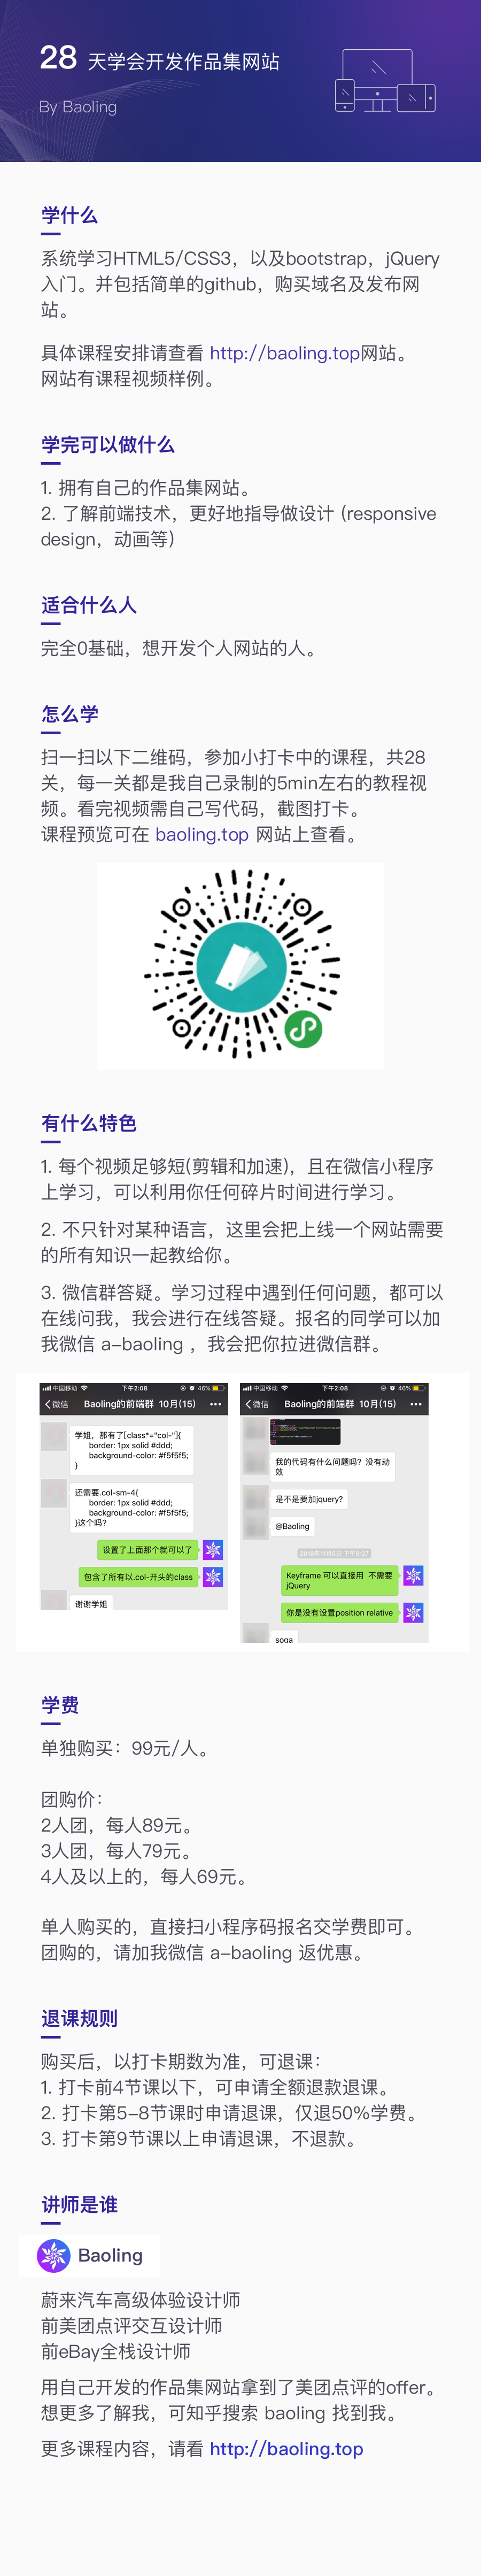 28 天学会开发作品集网站
By Baoling
学什么
系统学习HTML5/CSS3，以及bootstrap，jQuery
入门。并包括简单的github，购买域名及发布网
站。
具体课程安排请查看 http://baoling.top网站。
网站有课程视频样例。
学完可以做什么
1. 拥有自己的作品集网站。
2. 了解前端技术，更好地指导做设计 (responsive
design，动画等)
适合什么人
完全0基础，想开发个人网站的人。
怎么学
扫一扫以下二维码，参加小打卡中的课程，共28
关，每一关都是我自己录制的5min左右的教程视
频。看完视频需自己写代码，截图打卡。
课程预览可在 baoling.top 网站上查看。
有什么特色
1. 每个视频足够短(剪辑和加速)，且在微信小程序
上学习，可以利用你任何碎片时间进行学习。
2. 不只针对某种语言，这里会把上线一个网站需要
的所有知识一起教给你。
3. 微信群答疑。学习过程中遇到任何问题，都可以
在线问我，我会进行在线答疑。报名的同学可以加
我微信 a-baoling ，我会把你拉进微信群。
中国移动 下午2:08 46%
微信 Baoling的前端群 10月(15)
学姐，那有了[class*="col-"]{
border: 1px solid #ddd;
background-color: #f5f5f5;
}
还需要.col-sm-4{
border: 1px solid #ddd;
background-color: #f5f5f5;
}这个吗?
设置了上面那个就可以了
包含了所有以.col-开头的class
谢谢学姐
中国移动 下午2:08 46%
微信 Baoling的前端群 10月(15)
我的代码有什么问题吗？没有动
效
是不是要加jquery?
@Baoling
2018年11月5日 下午9:27
Keyframe 可以直接用 不需要
jQuery
你是没有设置position relative
soga
学费
单独购买：99元/人。
团购价：
2人团，每人89元。
3人团，每人79元。
4人及以上的，每人69元。
单人购买的，直接扫小程序码报名交学费即可。
团购的，请加我微信 a-baoling 返优惠。
退课规则
购买后，以打卡期数为准，可退课：
1. 打卡前4节课以下，可申请全额退款退课。
2. 打卡第5-8节课时申请退课，仅退50%学费。
3. 打卡第9节课以上申请退课，不退款。
讲师是谁
Baoling
蔚来汽车高级体验设计师
前美团点评交互设计师
前eBay全栈设计师
用自己开发的作品集网站拿到了美团点评的offer。
想更多了解我，可知乎搜索 baoling 找到我。
更多课程内容，请看 http://baoling.top